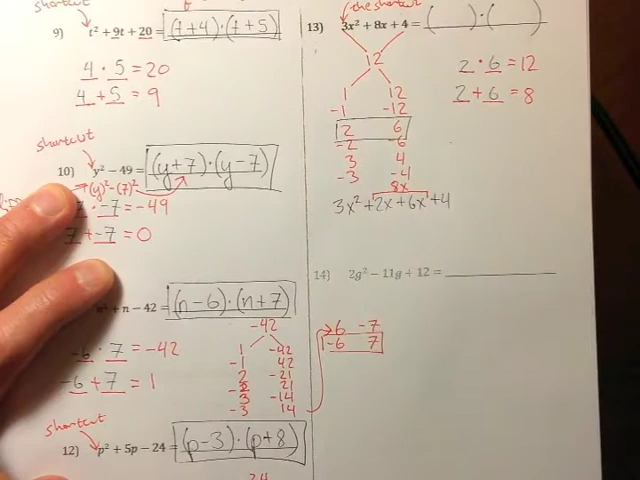 shortcut
9) t² + 9t + 20 = (t+4)·(t+5)
4 · 5 = 20
4 + 5 = 9
shortcut
10) y² − 49 = (y+7)·(y−7)
(y)² − (7)²
7 · -7 = -49
7 + -7 = 0
n² + n − 42 = (n−6)·(n+7)
-6 · 7 = -42
-6 + 7 = 1
-42
1 -42
-1 42
2 -21
-2 21
3 -14
-3 14
6 -7
-6 7
shortcut
12) p² + 5p − 24 = (p−3)·(p+8)
the shortcut
13) 3x² + 8x + 4 = ( )·( )
12
2 · 6 = 12
2 + 6 = 8
1 12
-1 -12
2 6
-2 -6
3 4
-3 -4
8x
3x² + 2x + 6x + 4
14) 2g² − 11g + 12 =